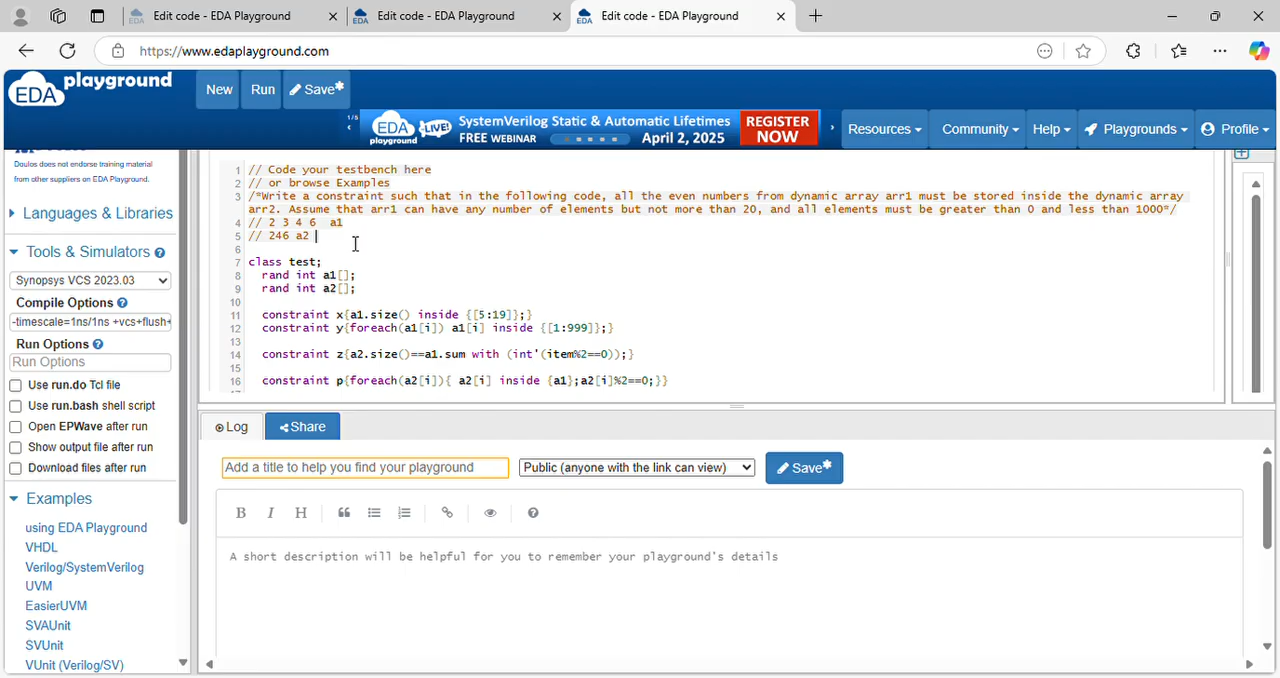 Edit code - EDA Playground
Edit code - EDA Playground
Edit code - EDA Playground
https://www.edaplayground.com
EDA playground
New
Run
Save*
1/5
EDA playground LIVE!
SystemVerilog Static & Automatic Lifetimes
FREE WEBINAR
April 2, 2025
REGISTER NOW
Resources
Community
Help
Playgrounds
Profile
Doulos does not endorse training material
from other suppliers on EDA Playground.
Languages & Libraries
Tools & Simulators
Synopsys VCS 2023.03
Compile Options
-timescale=1ns/1ns +vcs+flush+
Run Options
Run Options
Use run.do Tcl file
Use run.bash shell script
Open EPWave after run
Show output file after run
Download files after run
Examples
using EDA Playground
VHDL
Verilog/SystemVerilog
UVM
EasierUVM
SVAUnit
SVUnit
VUnit (Verilog/SV)
1 // Code your testbench here
2 // or browse Examples
3 /*Write a constraint such that in the following code, all the even numbers from dynamic array arr1 must be stored inside the dynamic array
arr2. Assume that arr1 can have any number of elements but not more than 20, and all elements must be greater than 0 and less than 1000*/
4 // 2 3 4 6  a1
5 // 246 a2
6
7 class test;
8 rand int a1[];
9 rand int a2[];
10
11 constraint x{a1.size() inside {[5:19]};}
12 constraint y{foreach(a1[i]) a1[i] inside {[1:999]};}
13
14 constraint z{a2.size()==a1.sum with (int'(item%2==0));}
15
16 constraint p{foreach(a2[i]){ a2[i] inside {a1};a2[i]%2==0;}}
Log
Share
Add a title to help you find your playground
Public (anyone with the link can view)
Save*
B I H
A short description will be helpful for you to remember your playground's details